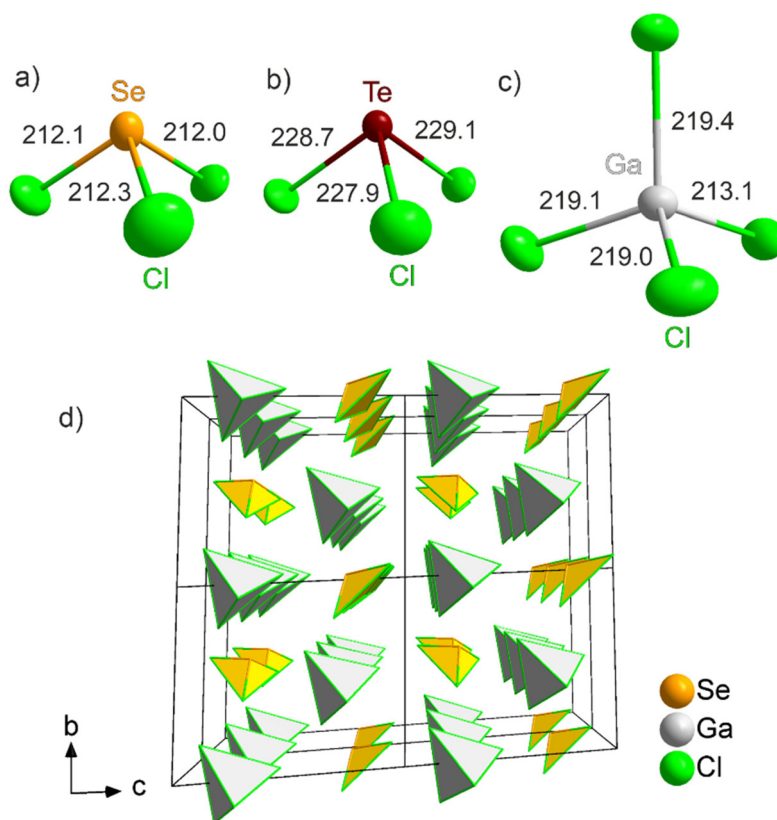 a)
Se
212.1
212.0
212.3
Cl
b)
Te
228.7
229.1
227.9
Cl
c)
219.4
Ga
219.1
213.1
219.0
Cl
d)
b
c
Se
Ga
Cl